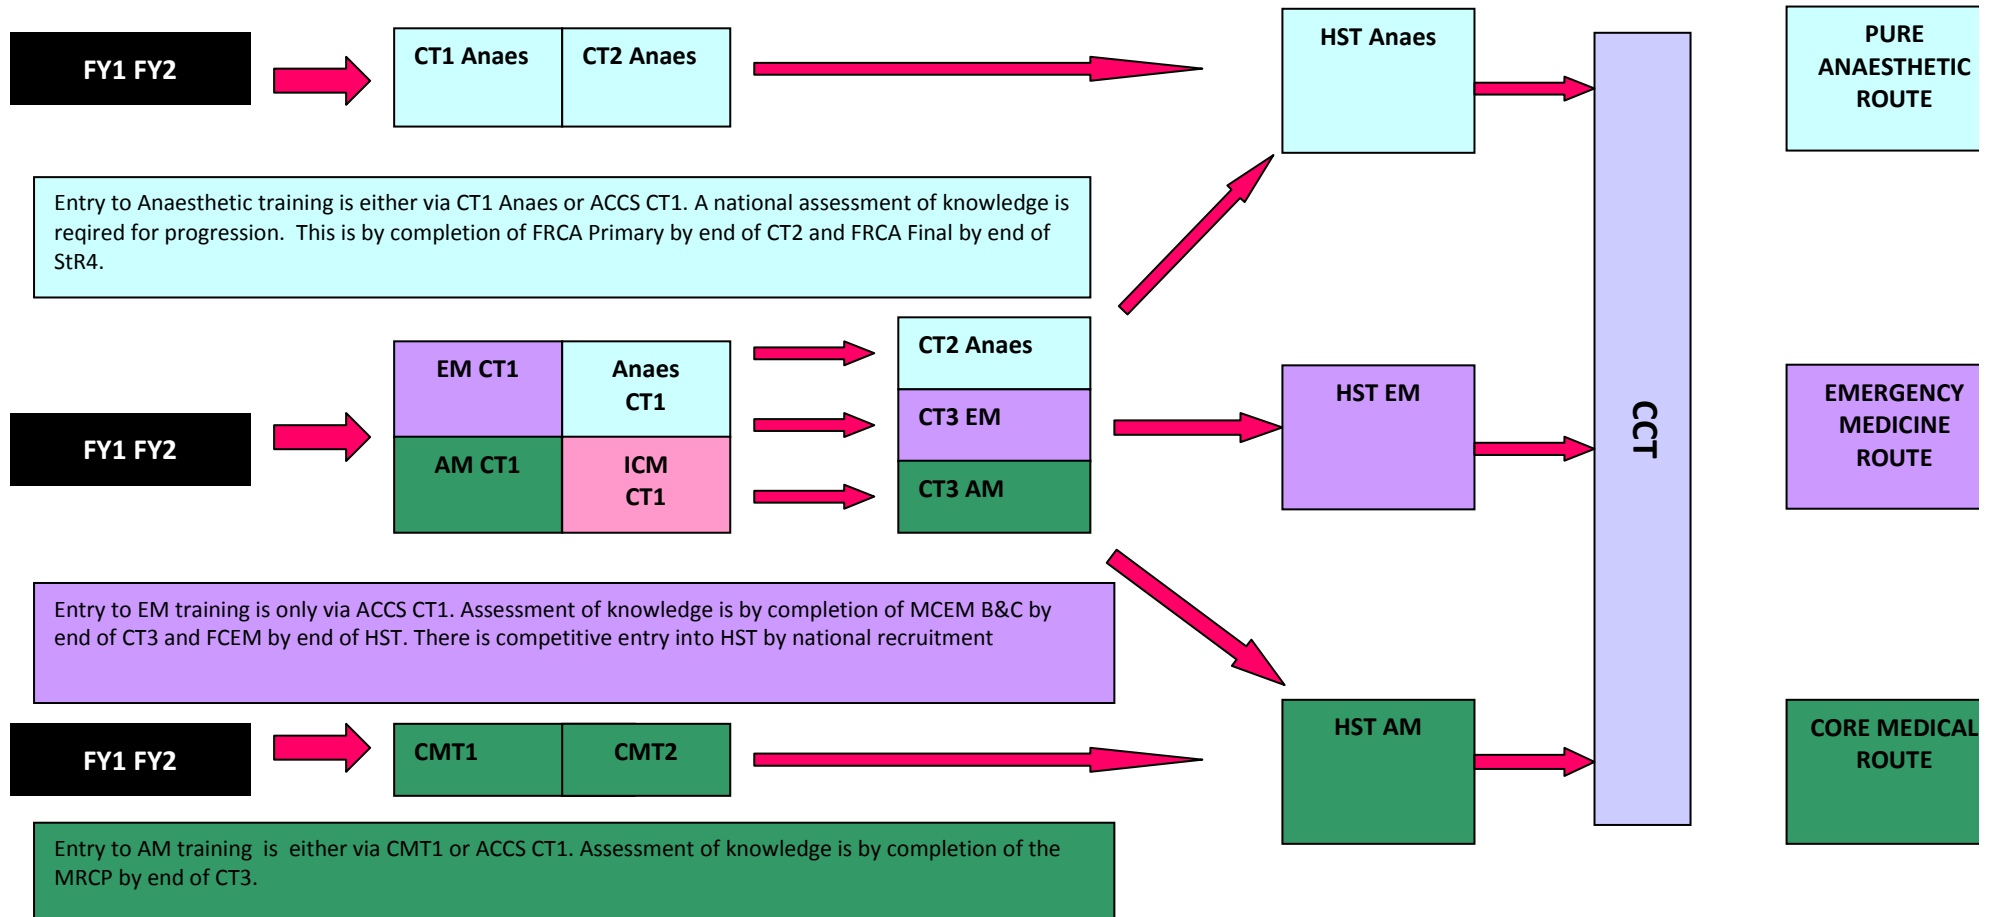 FY1 FY2
CT1 Anaes
CT2 Anaes
HST Anaes
PURE
ANAESTHETIC
ROUTE
Entry to Anaesthetic training is either via CT1 Anaes or ACCS CT1. A national assessment of knowledge is
reqired for progression.  This is by completion of FRCA Primary by end of CT2 and FRCA Final by end of
StR4.
FY1 FY2
EM CT1
Anaes
CT1
AM CT1
ICM
CT1
CT2 Anaes
CT3 EM
CT3 AM
HST EM
CCT
EMERGENCY
MEDICINE
ROUTE
Entry to EM training is only via ACCS CT1. Assessment of knowledge is by completion of MCEM B&C by
end of CT3 and FCEM by end of HST. There is competitive entry into HST by national recruitment
FY1 FY2
CMT1
CMT2
HST AM
CORE MEDICAL
ROUTE
Entry to AM training  is  either via CMT1 or ACCS CT1. Assessment of knowledge is by completion of the
MRCP by end of CT3.